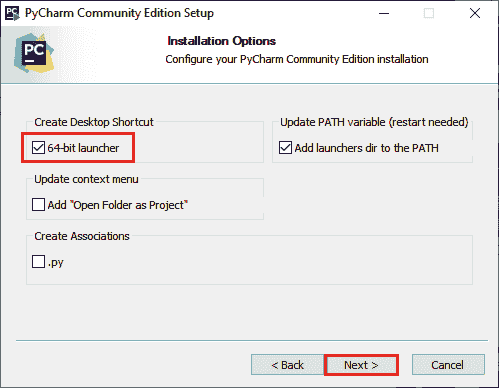 PC PyCharm Community Edition Setup
PC
Installation Options
Configure your PyCharm Community Edition installation
Create Desktop Shortcut
64-bit launcher
Update PATH variable (restart needed)
Add launchers dir to the PATH
Update context menu
Add "Open Folder as Project"
Create Associations
.py
< Back
Next >
Cancel